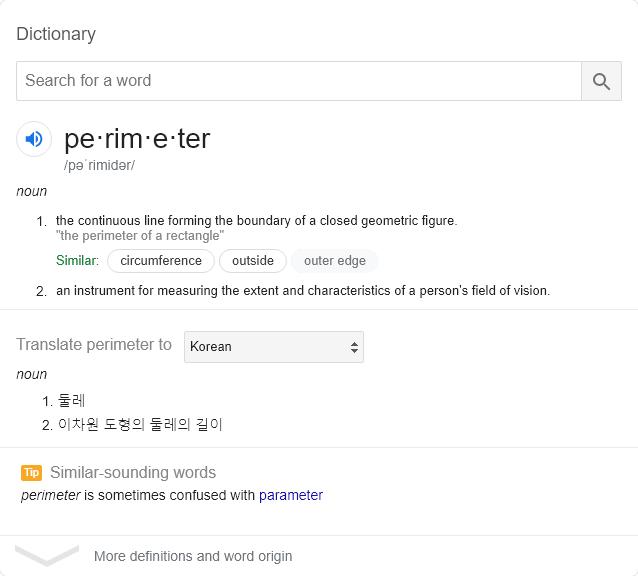 Dictionary
Search for a word
pe·rim·e·ter
/pəˈrimidər/
noun
1. the continuous line forming the boundary of a closed geometric figure.
"the perimeter of a rectangle"
Similar: circumference outside outer edge
2. an instrument for measuring the extent and characteristics of a person's field of vision.
Translate perimeter to Korean
noun
1. 둘레
2. 이차원 도형의 둘레의 길이
Tip Similar-sounding words
perimeter is sometimes confused with parameter
More definitions and word origin